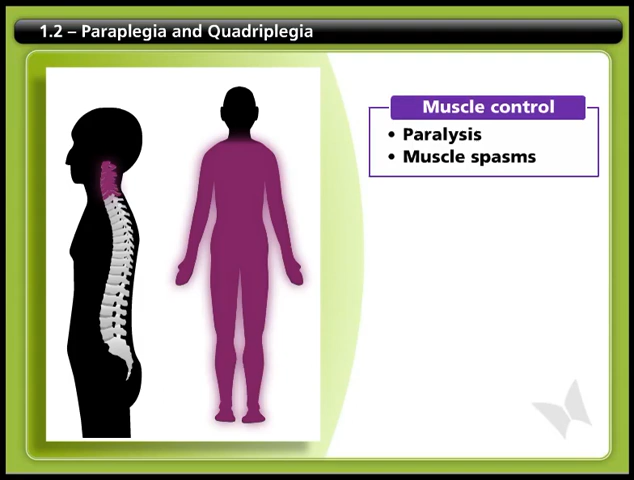 1.2 – Paraplegia and Quadriplegia
Muscle control
• Paralysis
• Muscle spasms